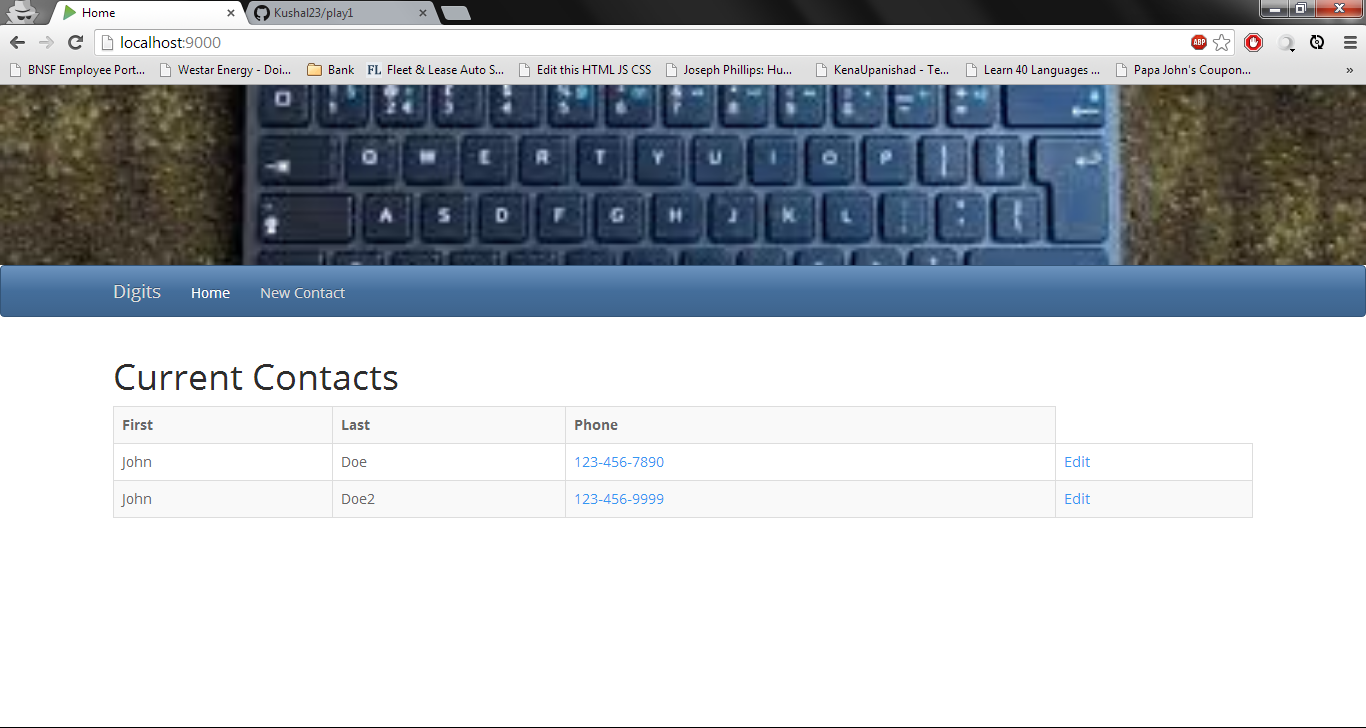 Home
Kushal23/play1
localhost:9000
ABP
BNSF Employee Port...
Westar Energy - Doi...
Bank
FL Fleet & Lease Auto S...
Edit this HTML JS CSS
Joseph Phillips: Hu...
KenaUpanishad - Te...
Learn 40 Languages ...
Papa John's Coupon...
»
Q W E R T Y U I O P
A S D F G H J K L
Digits
Home
New Contact
Current Contacts
First Last Phone
John Doe 123-456-7890 Edit
John Doe2 123-456-9999 Edit